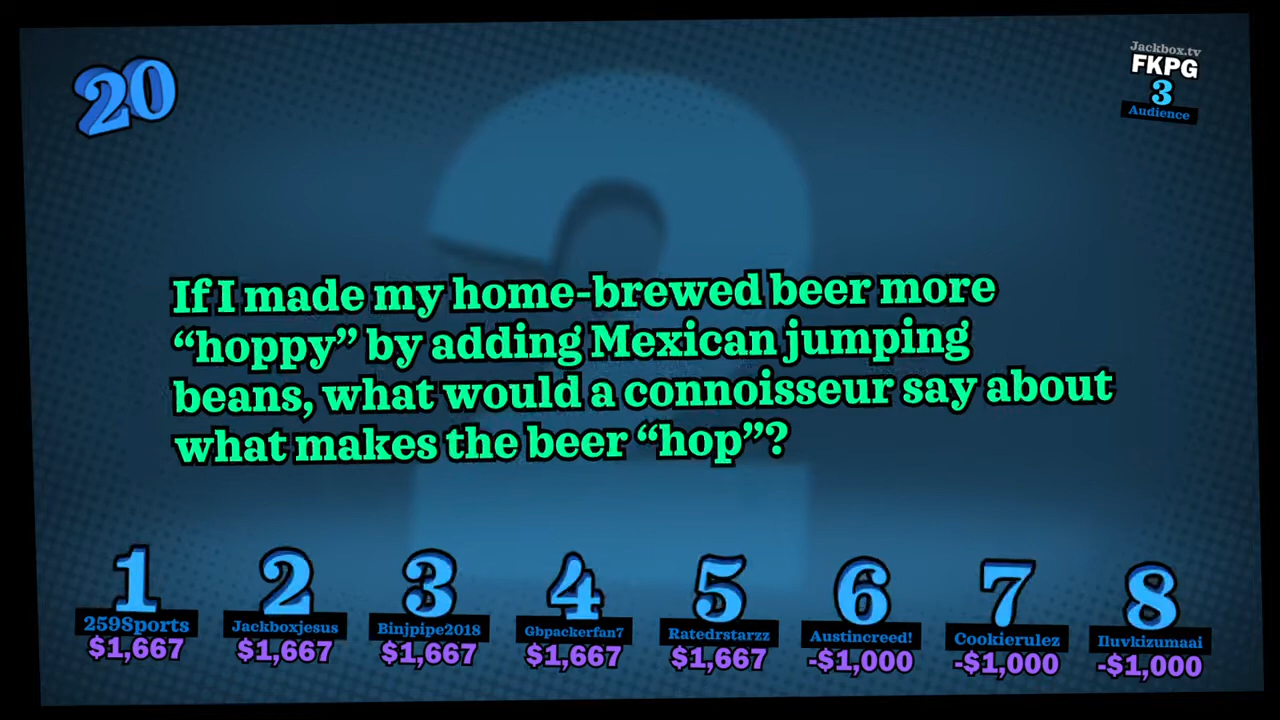 20
Jackbox.tv
FKPG
3
Audience
If I made my home-brewed beer more
“hoppy” by adding Mexican jumping
beans, what would a connoisseur say about
what makes the beer “hop”?
1 2 3 4 5 6 7 8
2598ports Jackboxjesus Binjpipe2018 Gbpackerfan7 Ratedrstarzz Austincreed! Cookierulez Iluvkizumaai
$1,667 $1,667 $1,667 $1,667 $1,667 -$1,000 -$1,000 -$1,000